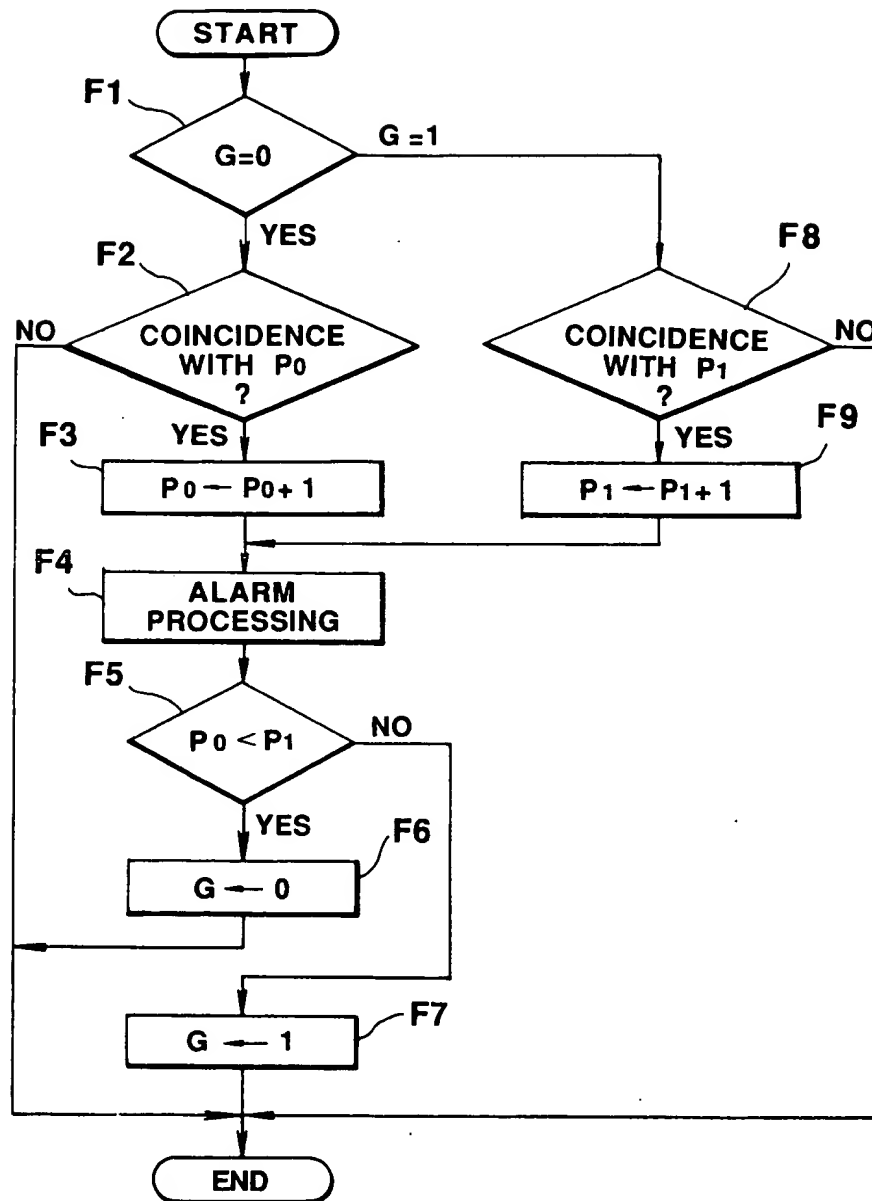 START
F1
G=0
G=1
YES
F2
F8
NO
COINCIDENCE
WITH P0
?
COINCIDENCE
WITH P1
?
NO
F3
YES
YES
F9
P0 ← P0 + 1
P1 ← P1 + 1
F4
ALARM
PROCESSING
F5
P0 < P1
NO
YES
F6
G ← 0
F7
G ← 1
END